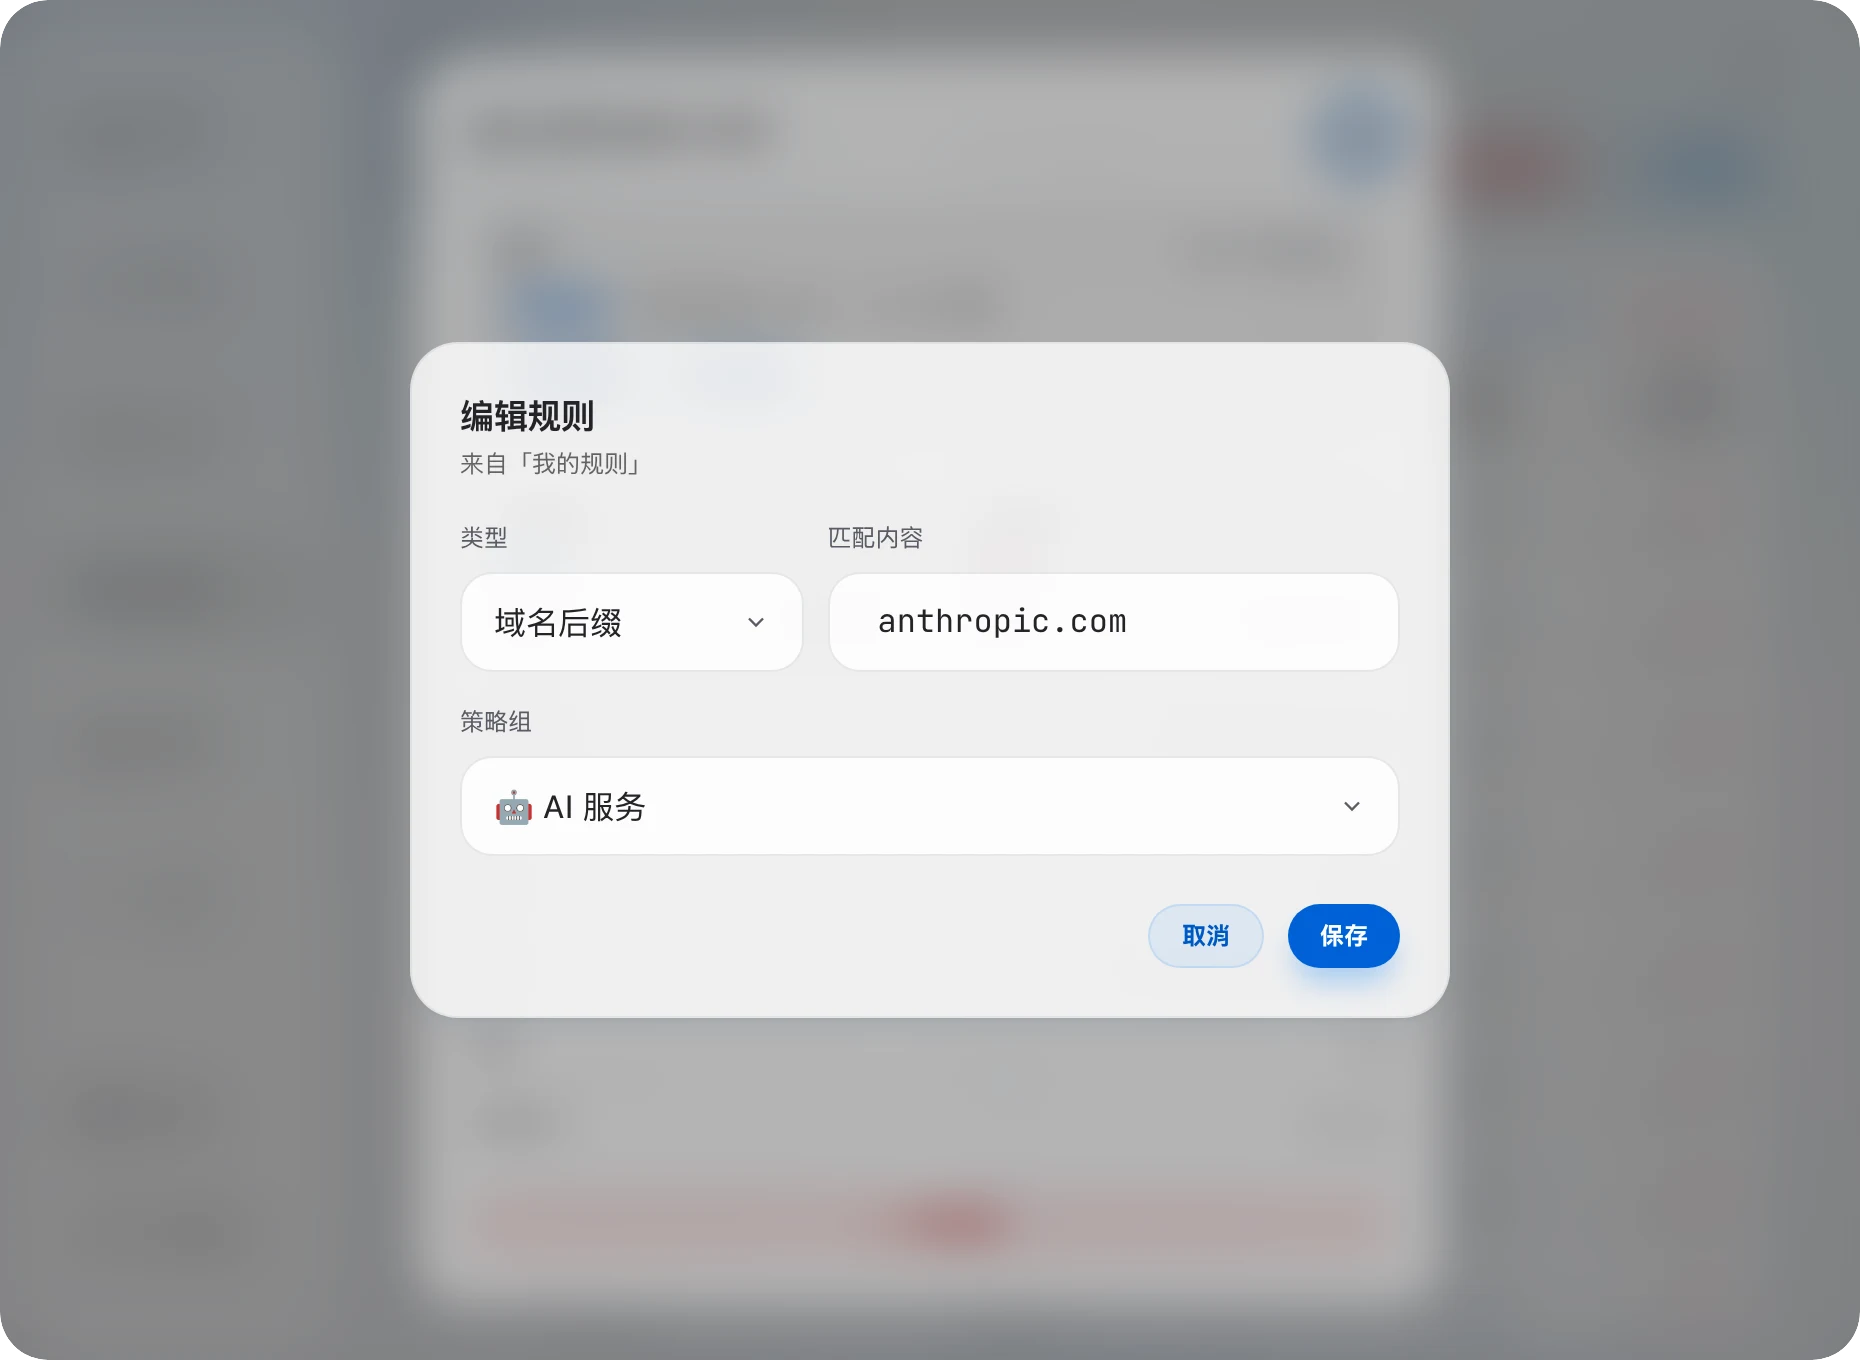 编辑规则
来自「我的规则」
类型
匹配内容
域名后缀
anthropic.com
策略组
🤖 AI 服务
取消
保存